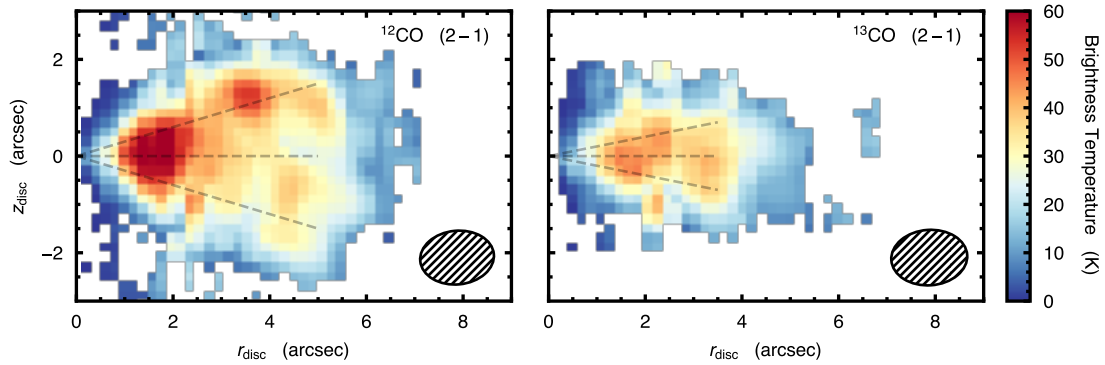 ¹²CO (2−1)
¹³CO (2−1)
2
0
−2
z_disc (arcsec)
0 2 4 6 8
r_disc (arcsec)
0 2 4 6 8
r_disc (arcsec)
60
50
40
30
20
10
0
Brightness Temperature (K)